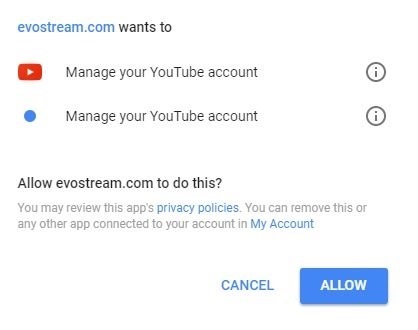 evostream.com wants to
Manage your YouTube account
Manage your YouTube account
Allow evostream.com to do this?
You may review this app's privacy policies. You can remove this or
any other app connected to your account in My Account
CANCEL
ALLOW